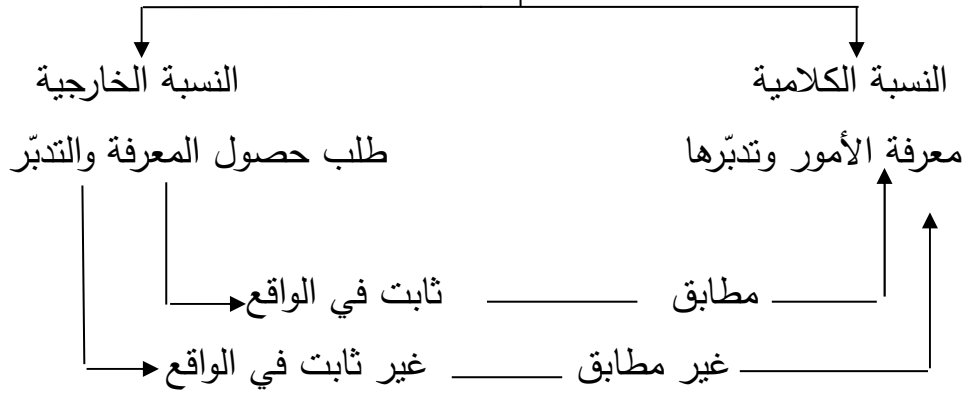 النسبة الكلامية النسبة الخارجية
معرفة الأمور وتدبّرها طلب حصول المعرفة والتدبّر
مطابق ثابت في الواقع
غير مطابق غير ثابت في الواقع